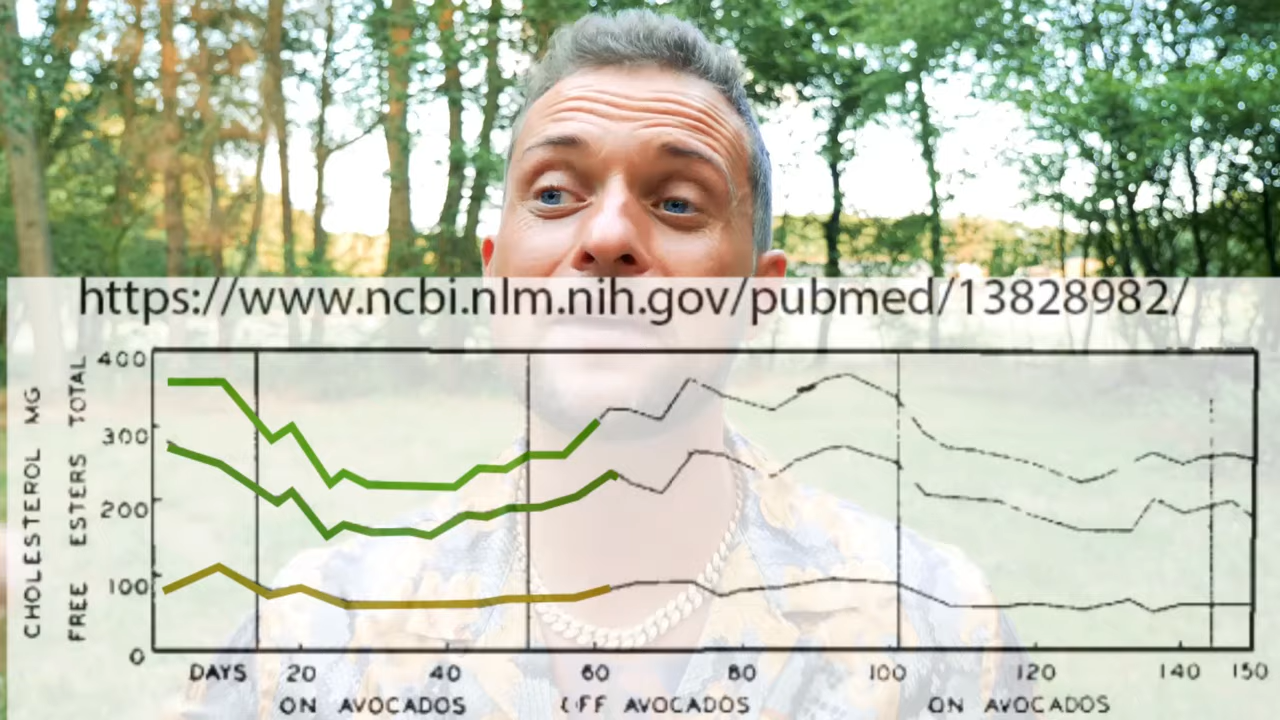 https://www.ncbi.nlm.nih.gov/pubmed/13828982/
CHOLESTEROL MG
FREE ESTERS TOTAL
400
300
200
100
0
DAYS 20 40 60 80 100 120 140 150
ON AVOCADOS OFF AVOCADOS ON AVOCADOS